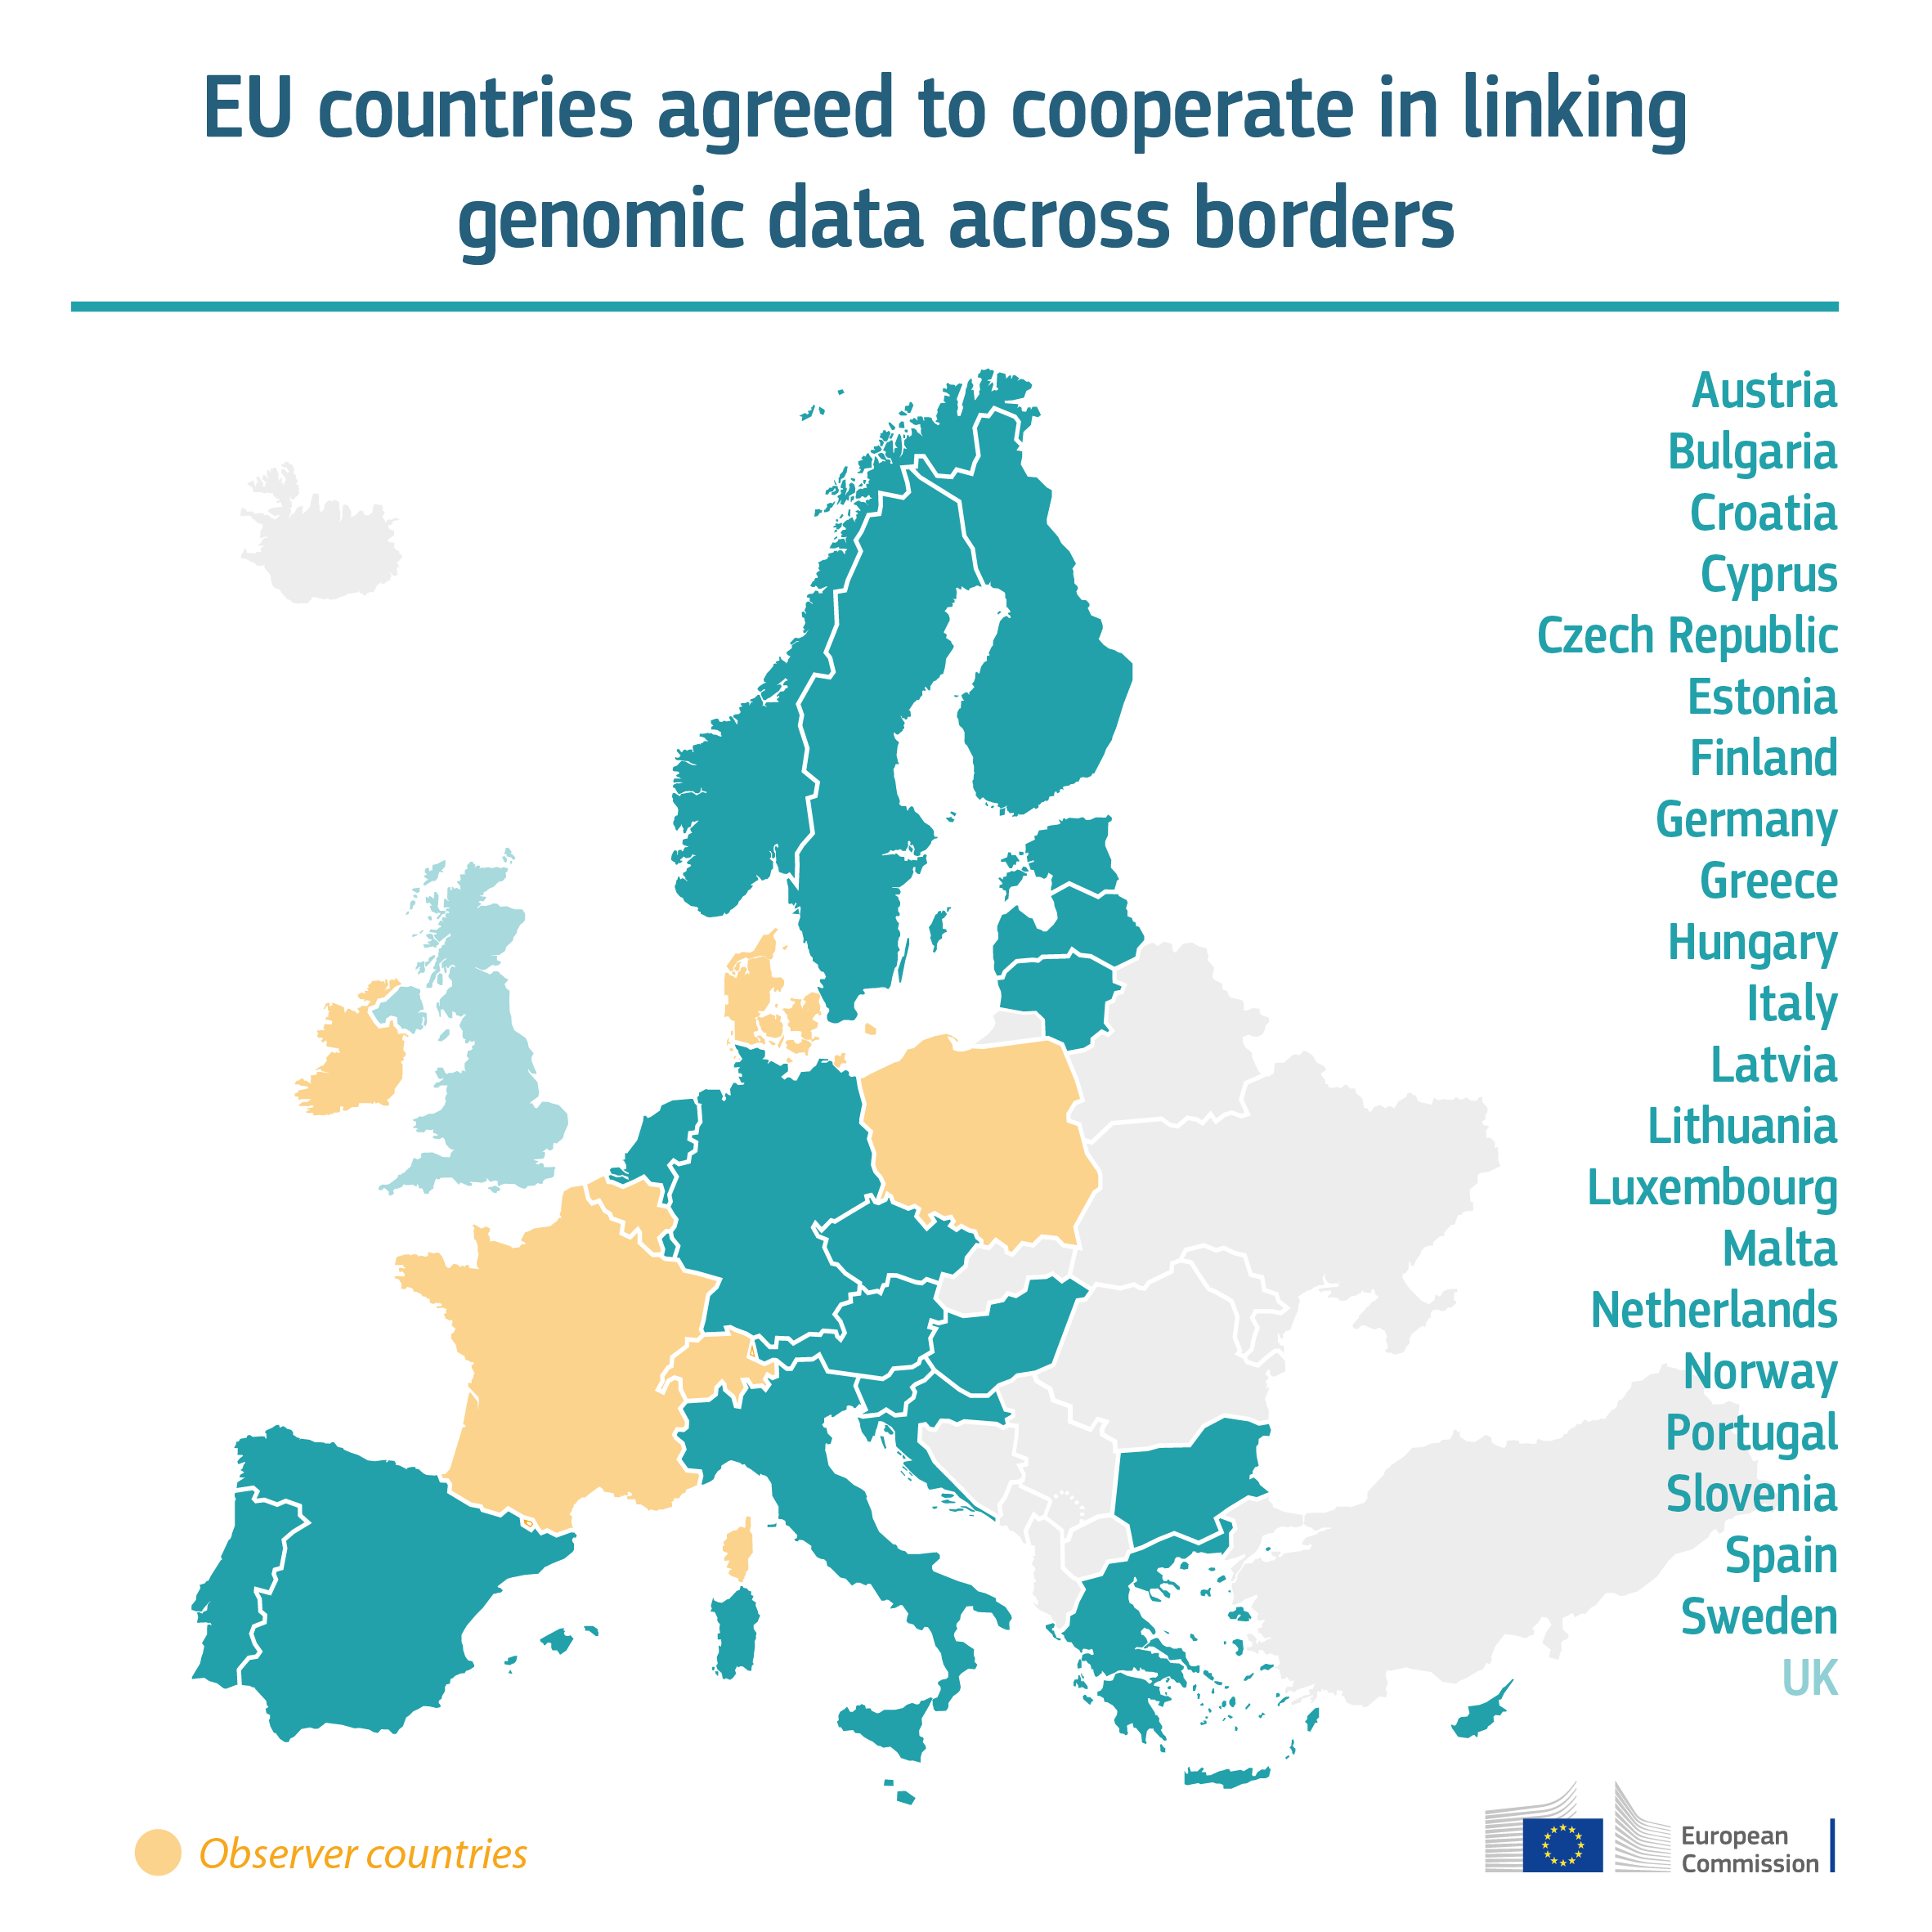 EU countries agreed to cooperate in linking
genomic data across borders
Austria
Bulgaria
Croatia
Cyprus
Czech Republic
Estonia
Finland
Germany
Greece
Hungary
Italy
Latvia
Lithuania
Luxembourg
Malta
Netherlands
Norway
Portugal
Slovenia
Spain
Sweden
UK
Observer countries
European
Commission